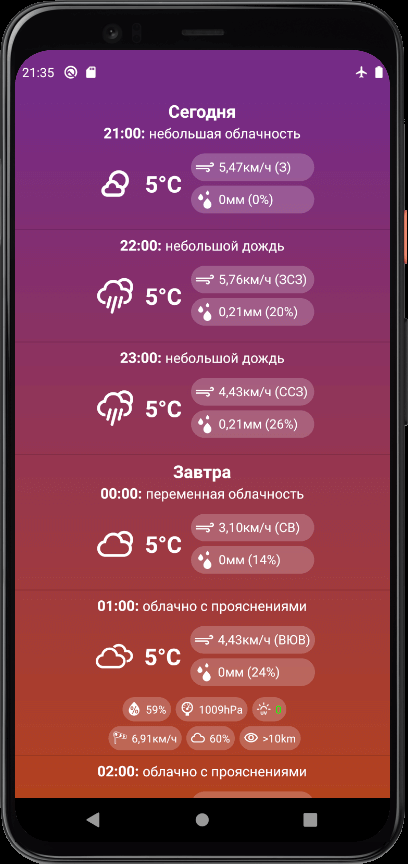 21:35
Сегодня
21:00: небольшая облачность
5°C
5,47км/ч (З)
0мм (0%)
22:00: небольшой дождь
5°C
5,76км/ч (ЗСЗ)
0,21мм (20%)
23:00: небольшой дождь
5°C
4,43км/ч (ССЗ)
0,21мм (26%)
Завтра
00:00: переменная облачность
5°C
3,10км/ч (СВ)
0мм (14%)
01:00: облачно с прояснениями
5°C
4,43км/ч (ВЮВ)
0мм (24%)
59% 1009hPa 0
6,91км/ч 60% >10km
02:00: облачно с прояснениями